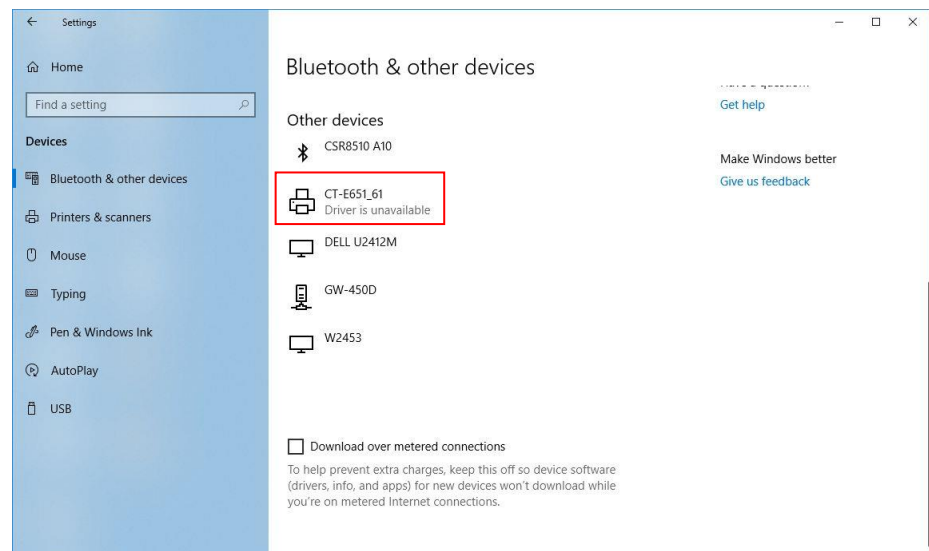 Settings
Home
Find a setting
Devices
Bluetooth & other devices
Printers & scanners
Mouse
Typing
Pen & Windows Ink
AutoPlay
USB
Bluetooth & other devices
Other devices
CSR8510 A10
CT-E651_61
Driver is unavailable
DELL U2412M
GW-450D
W2453
Download over metered connections
To help prevent extra charges, keep this off so device software
(drivers, info, and apps) for new devices won't download while
you're on metered Internet connections.
Get help
Make Windows better
Give us feedback